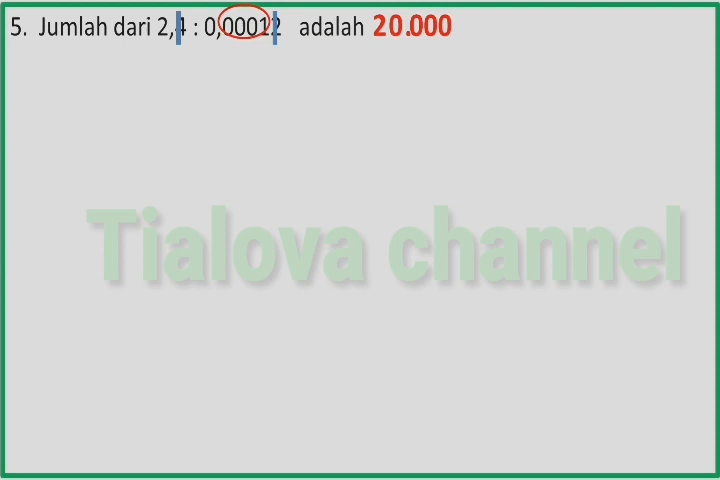 5. Jumlah dari 2,4 : 0,00012 adalah 20.000
Tialova channel